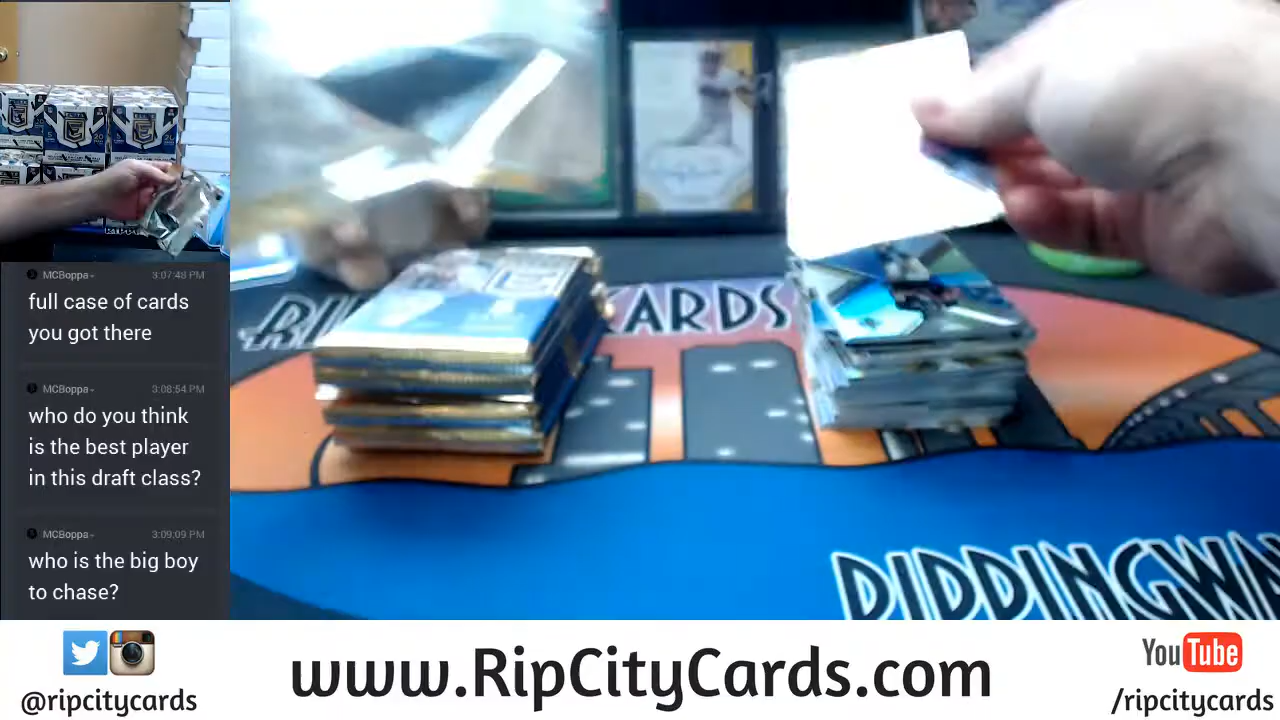 MCBoppa 3:07:48 PM
full case of cards
you got there
MCBoppa 3:08:54 PM
who do you think
is the best player
in this draft class?
MCBoppa 3:09:09 PM
who is the big boy
to chase?
CARDS
@ripcitycards
www.RipCityCards.com
You Tube
/ripcitycards